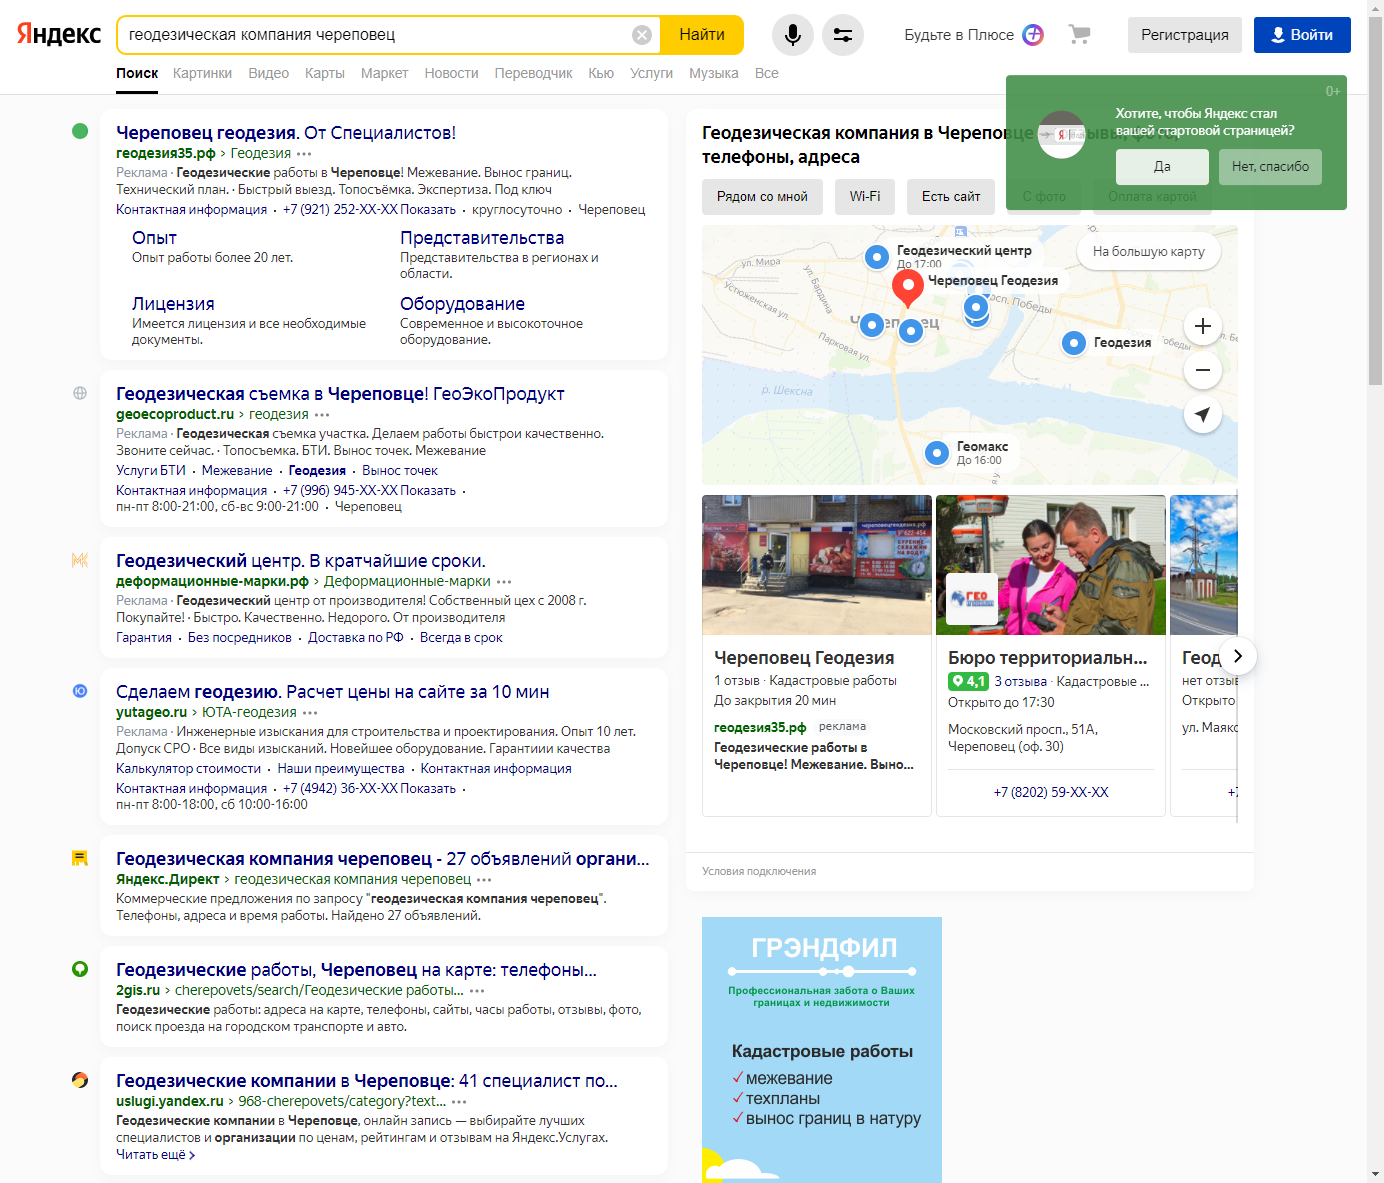 Яндекс
геодезическая компания череповец
Найти
Будьте в Плюсе
Регистрация
Войти
Поиск Картинки Видео Карты Маркет Новости Переводчик Кью Услуги Музыка Все
0+
Хотите, чтобы Яндекс стал
вашей стартовой страницей?
Да
Нет, спасибо
Череповец геодезия. От Специалистов!
геодезия35.рф › Геодезия
Реклама · Геодезические работы в Череповце! Межевание. Вынос границ.
Технический план. · Быстрый выезд. Топосъёмка. Экспертиза. Под ключ
Контактная информация · +7 (921) 252-XX-XX Показать · круглосуточно · Череповец
Опыт
Опыт работы более 20 лет.
Представительства
Представительства в регионах и
области.
Лицензия
Имеется лицензия и все необходимые
документы.
Оборудование
Современное и высокоточное
оборудование.
Геодезическая съемка в Череповце! ГеоЭкоПродукт
geoecoproduct.ru › геодезия
Реклама · Геодезическая съемка участка. Делаем работы быстрои качественно.
Звоните сейчас. · Топосъемка. БТИ. Вынос точек. Межевание
Услуги БТИ · Межевание · Геодезия · Вынос точек
Контактная информация · +7 (996) 945-XX-XX Показать ·
пн-пт 8:00-21:00, сб-вс 9:00-21:00 · Череповец
Геодезический центр. В кратчайшие сроки.
деформационные-марки.рф › Деформационные-марки
Реклама · Геодезический центр от производителя! Собственный цех с 2008 г.
Покупайте! · Быстро. Качественно. Недорого. От производителя
Гарантия · Без посредников · Доставка по РФ · Всегда в срок
Сделаем геодезию. Расчет цены на сайте за 10 мин
yutageo.ru › ЮТА-геодезия
Реклама · Инженерные изыскания для строительства и проектирования. Опыт 10 лет.
Допуск СРО · Все виды изысканий. Новейшее оборудование. Гарантиии качества
Калькулятор стоимости · Наши преимущества · Контактная информация
Контактная информация · +7 (4942) 36-XX-XX Показать ·
пн-пт 8:00-18:00, сб 10:00-16:00
Геодезическая компания череповец - 27 объявлений органи...
Яндекс.Директ › геодезическая компания череповец
Коммерческие предложения по запросу "геодезическая компания череповец".
Телефоны, адреса и время работы. Найдено 27 объявлений.
Геодезические работы, Череповец на карте: телефоны...
2gis.ru › cherepovets/search/Геодезические работы...
Геодезические работы: адреса на карте, телефоны, сайты, часы работы, отзывы, фото,
поиск проезда на городском транспорте и авто.
Геодезические компании в Череповце: 41 специалист по...
uslugi.yandex.ru › 968-cherepovets/category?text...
Геодезические компании в Череповце, онлайн запись — выбирайте лучших
специалистов и организации по ценам, рейтингам и отзывам на Яндекс.Услугах.
Читать ещё ›
Геодезическая компания в Череповце — отзывы, фото,
телефоны, адреса
Рядом со мной
Wi-Fi
Есть сайт
С фото
Оплата картой
На большую карту
Геодезический центр
До 17:00
Череповец Геодезия
ул. Мира
Устюженская ул.
ул. Бардина
Парковая ул.
просп. Победы
Геодезия
р. Шексна
Геомакс
До 16:00
Череповец Геодезия
1 отзыв · Кадастровые работы
До закрытия 20 мин
геодезия35.рф реклама
Геодезические работы в
Череповце! Межевание. Выно...
ГЕО
Бюро территориальн...
4,1 3 отзыва · Кадастровые ...
Открыто до 17:30
Московский просп., 51А,
Череповец (оф. 30)
+7 (8202) 59-XX-XX
Геод
нет отзыв
Открыто
ул. Маяко
Условия подключения
ГРЭНДФИЛ
Профессиональная забота о Ваших
границах и недвижимости
Кадастровые работы
межевание
техпланы
вынос границ в натуру